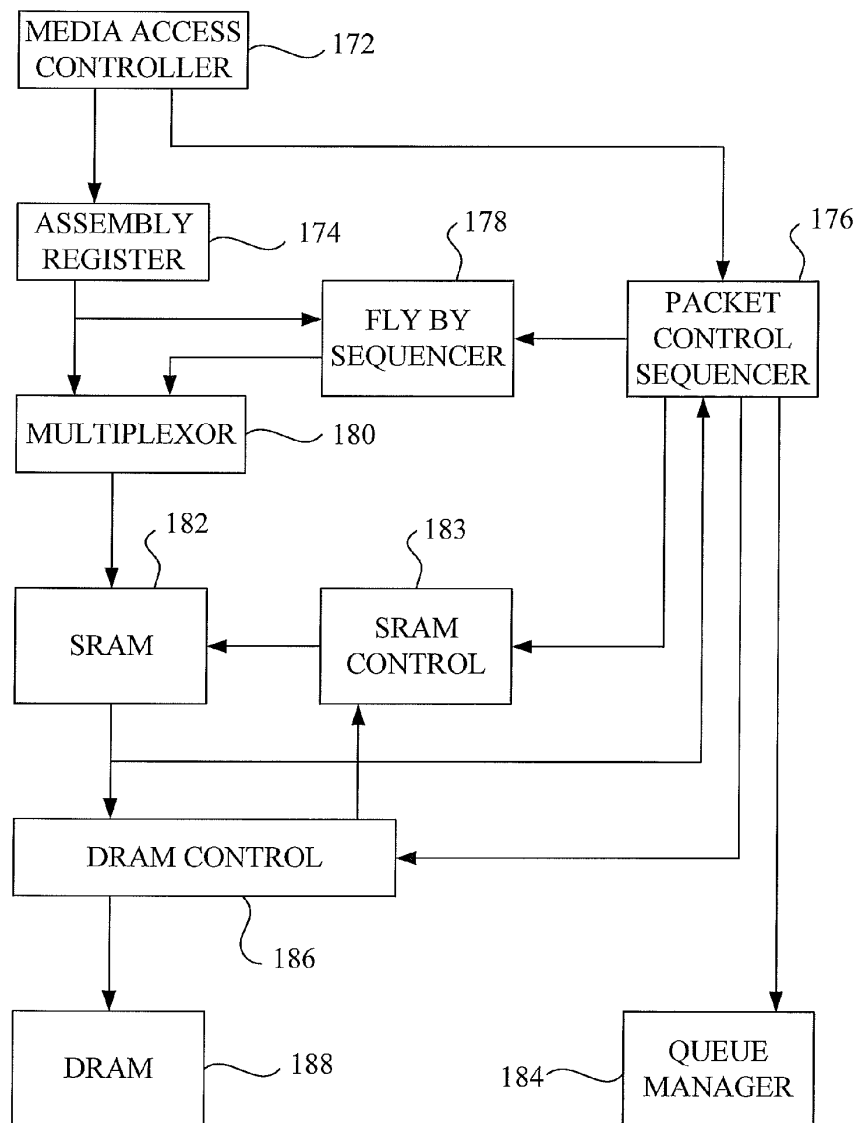 MEDIA ACCESS
CONTROLLER
172
ASSEMBLY
REGISTER
174
178
176
FLY BY
SEQUENCER
PACKET
CONTROL
SEQUENCER
MULTIPLEXOR
180
182
183
SRAM
SRAM
CONTROL
DRAM CONTROL
186
DRAM
188
184
QUEUE
MANAGER